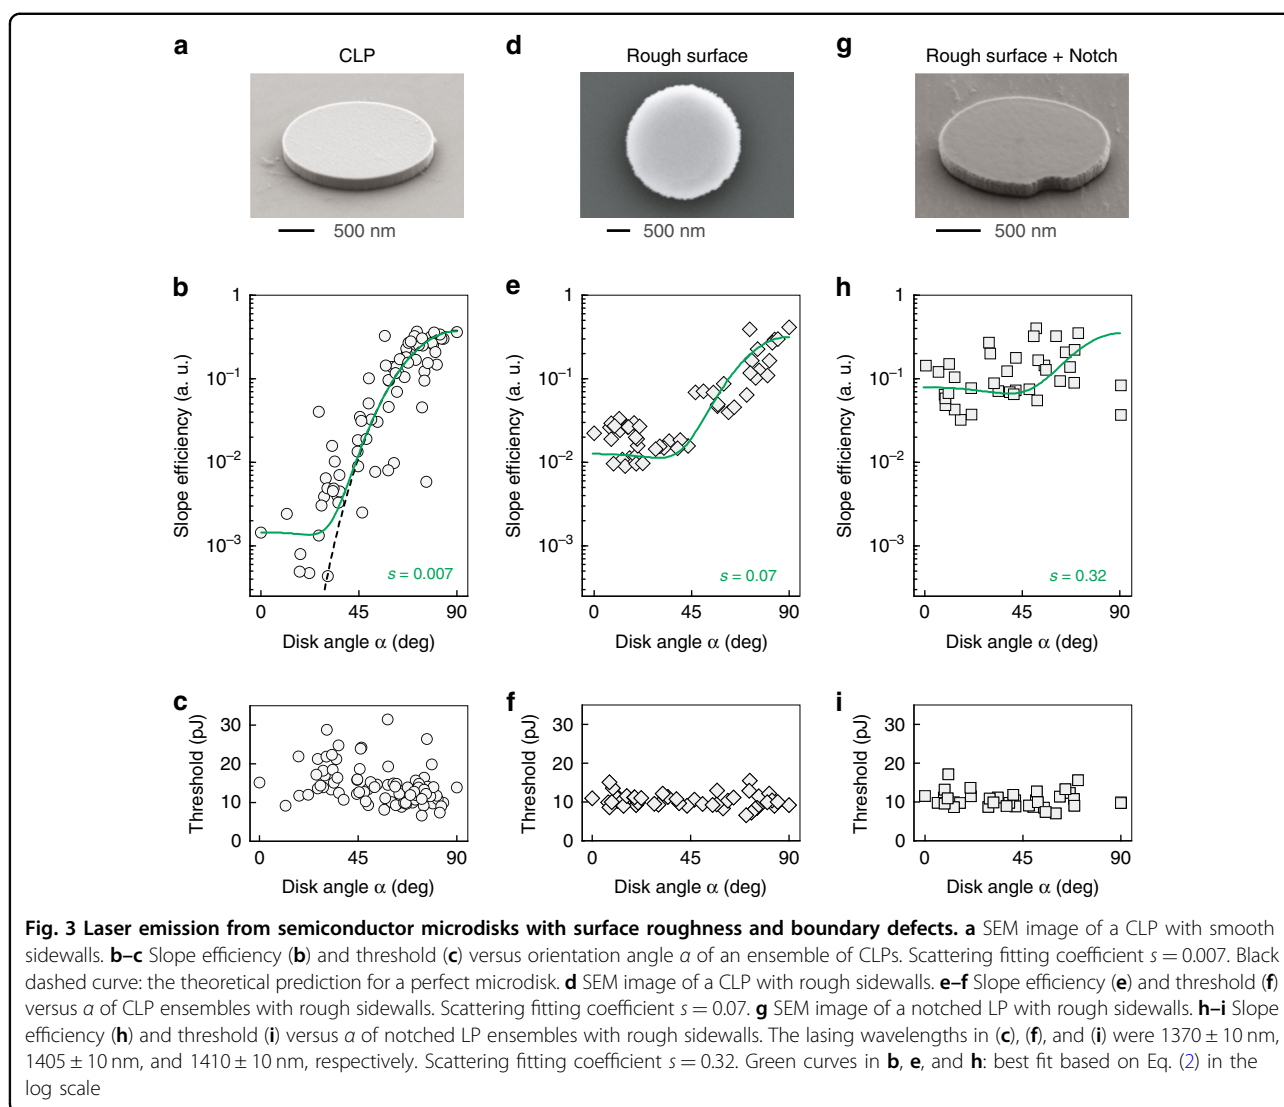 a
CLP
500 nm
d
Rough surface
500 nm
g
Rough surface + Notch
500 nm
b
Slope efficiency (a. u.)
1
10⁻¹
10⁻²
10⁻³
s = 0.007
0 45 90
Disk angle α (deg)
e
Slope efficiency (a. u.)
1
10⁻¹
10⁻²
10⁻³
s = 0.07
0 45 90
Disk angle α (deg)
h
Slope efficiency (a. u.)
1
10⁻¹
10⁻²
10⁻³
s = 0.32
0 45 90
Disk angle α (deg)
c
Threshold (pJ)
30
20
10
0
0 45 90
Disk angle α (deg)
f
Threshold (pJ)
30
20
10
0
0 45 90
Disk angle α (deg)
i
Threshold (pJ)
30
20
10
0
0 45 90
Disk angle α (deg)
Fig. 3 Laser emission from semiconductor microdisks with surface roughness and boundary defects. a SEM image of a CLP with smooth
sidewalls. b–c Slope efficiency (b) and threshold (c) versus orientation angle α of an ensemble of CLPs. Scattering fitting coefficient s = 0.007. Black
dashed curve: the theoretical prediction for a perfect microdisk. d SEM image of a CLP with rough sidewalls. e–f Slope efficiency (e) and threshold (f)
versus α of CLP ensembles with rough sidewalls. Scattering fitting coefficient s = 0.07. g SEM image of a notched LP with rough sidewalls. h–i Slope
efficiency (h) and threshold (i) versus α of notched LP ensembles with rough sidewalls. The lasing wavelengths in (c), (f), and (i) were 1370 ± 10 nm,
1405 ± 10 nm, and 1410 ± 10 nm, respectively. Scattering fitting coefficient s = 0.32. Green curves in b, e, and h: best fit based on Eq. (2) in the
log scale